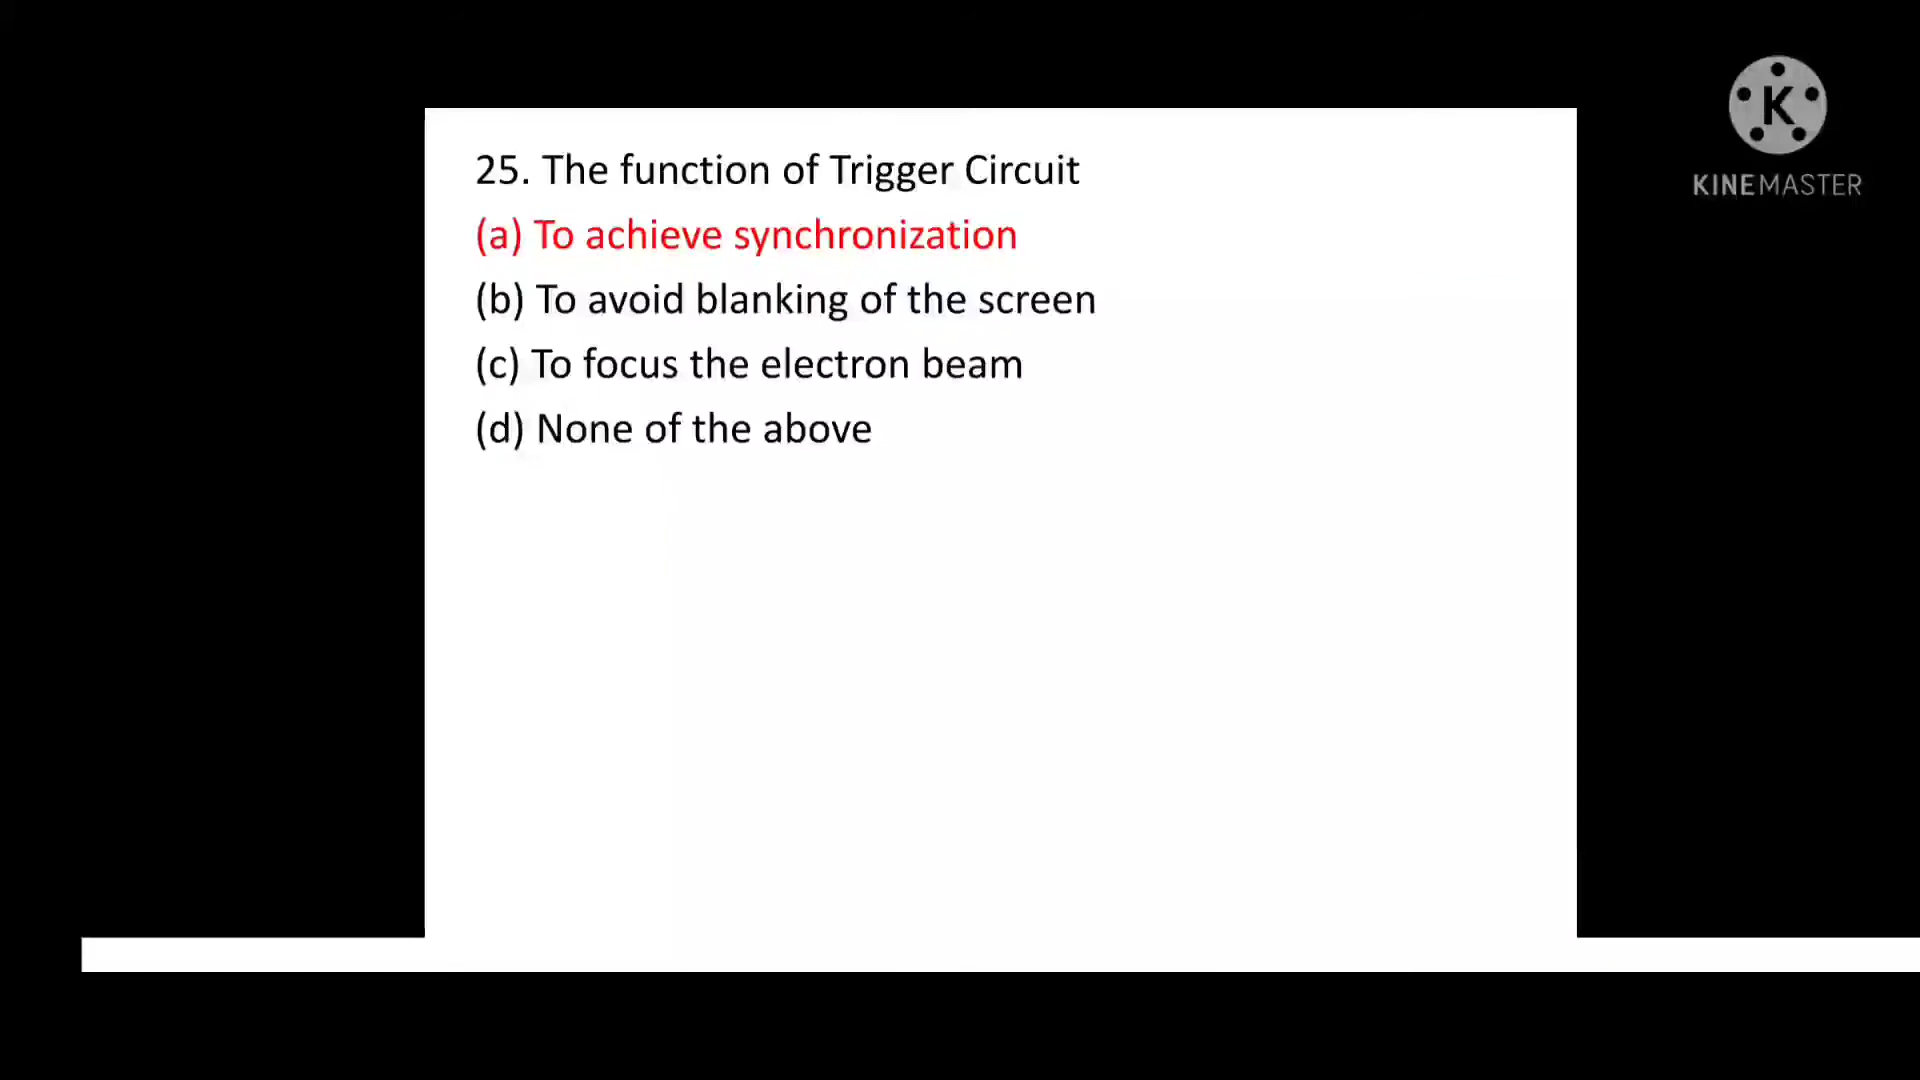 K
KINEMASTER
25. The function of Trigger Circuit
(a) To achieve synchronization
(b) To avoid blanking of the screen
(c) To focus the electron beam
(d) None of the above